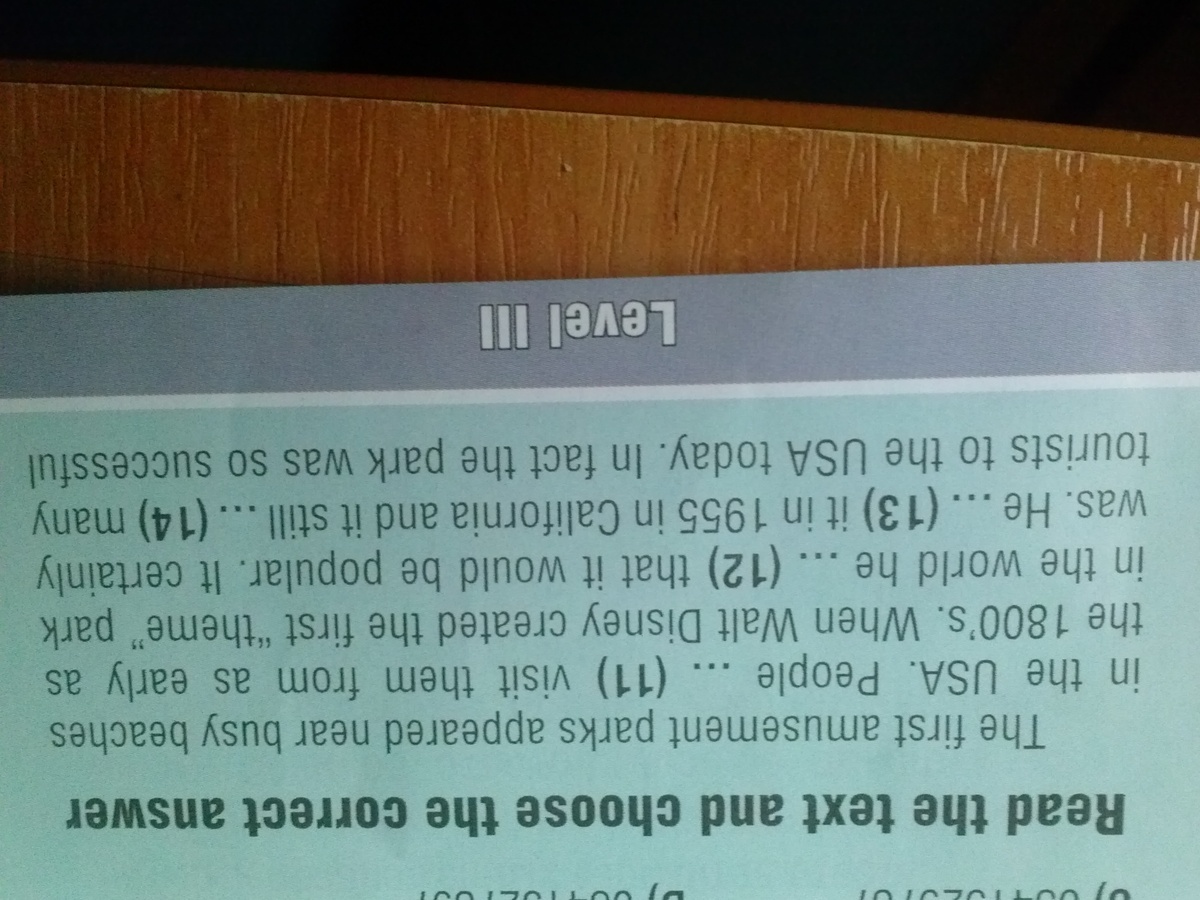 Read the text and choose the correct answer
The first amusement parks appeared near busy beaches
in the USA. People ... (11) visit them from as early as
the 1800's. When Walt Disney created the first “theme” park
in the world he ... (12) that it would be popular. It certainly
was. He ... (13) it in 1955 in California and it still ... (14) many
tourists to the USA today. In fact the park was so successful
Level III